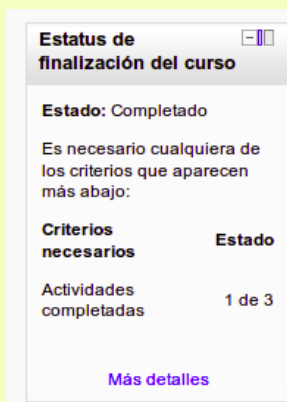 Estatus de
finalización del curso
Estado: Completado
Es necesario cualquiera de
los criterios que aparecen
más abajo:
Criterios
necesarios
Estado
Actividades
completadas
1 de 3
Más detalles